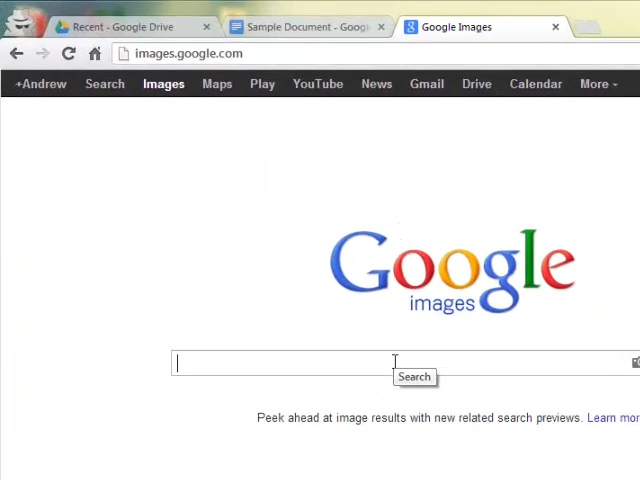 Recent - Google Drive
Sample Document - Goog
Google Images
images.google.com
+Andrew Search Images Maps Play YouTube News Gmail Drive Calendar More
Google
images
Search
Peek ahead at image results with new related search previews. Learn mor